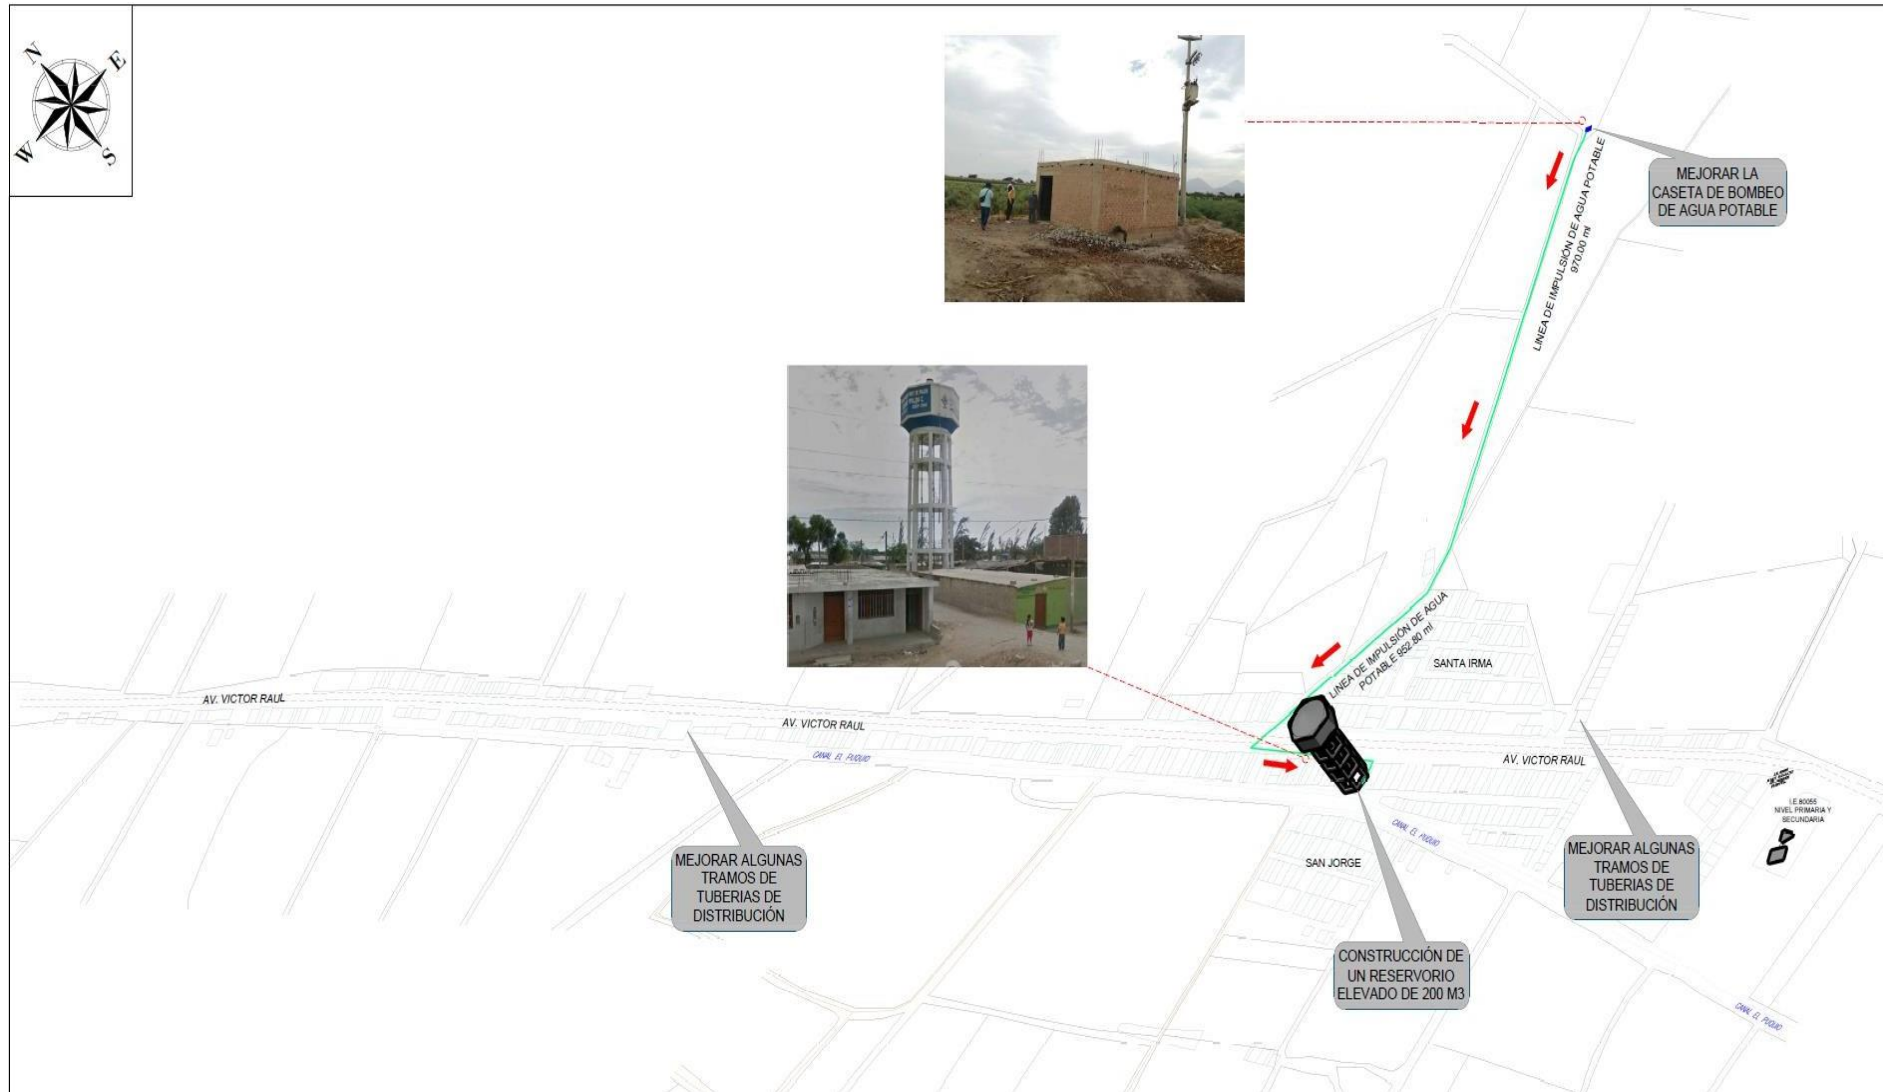 N
E
W
S
MEJORAR LA
CASETA DE BOMBEO
DE AGUA POTABLE
LINEA DE IMPULSIÓN DE AGUA POTABLE
970.00 ml
LINEA DE IMPULSIÓN DE AGUA
POTABLE 952.80 ml
SANTA IRMA
AV. VICTOR RAUL
AV. VICTOR RAUL
AV. VICTOR RAUL
CANAL EL PUQUIO
CANAL EL PUQUIO
I.E 80055
NIVEL PRIMARIA Y
SECUNDARIA
SAN JORGE
MEJORAR ALGUNAS
TRAMOS DE
TUBERIAS DE
DISTRIBUCIÓN
MEJORAR ALGUNAS
TRAMOS DE
TUBERIAS DE
DISTRIBUCIÓN
CONSTRUCCIÓN DE
UN RESERVORIO
ELEVADO DE 200 M3
CANAL EL PUQUIO